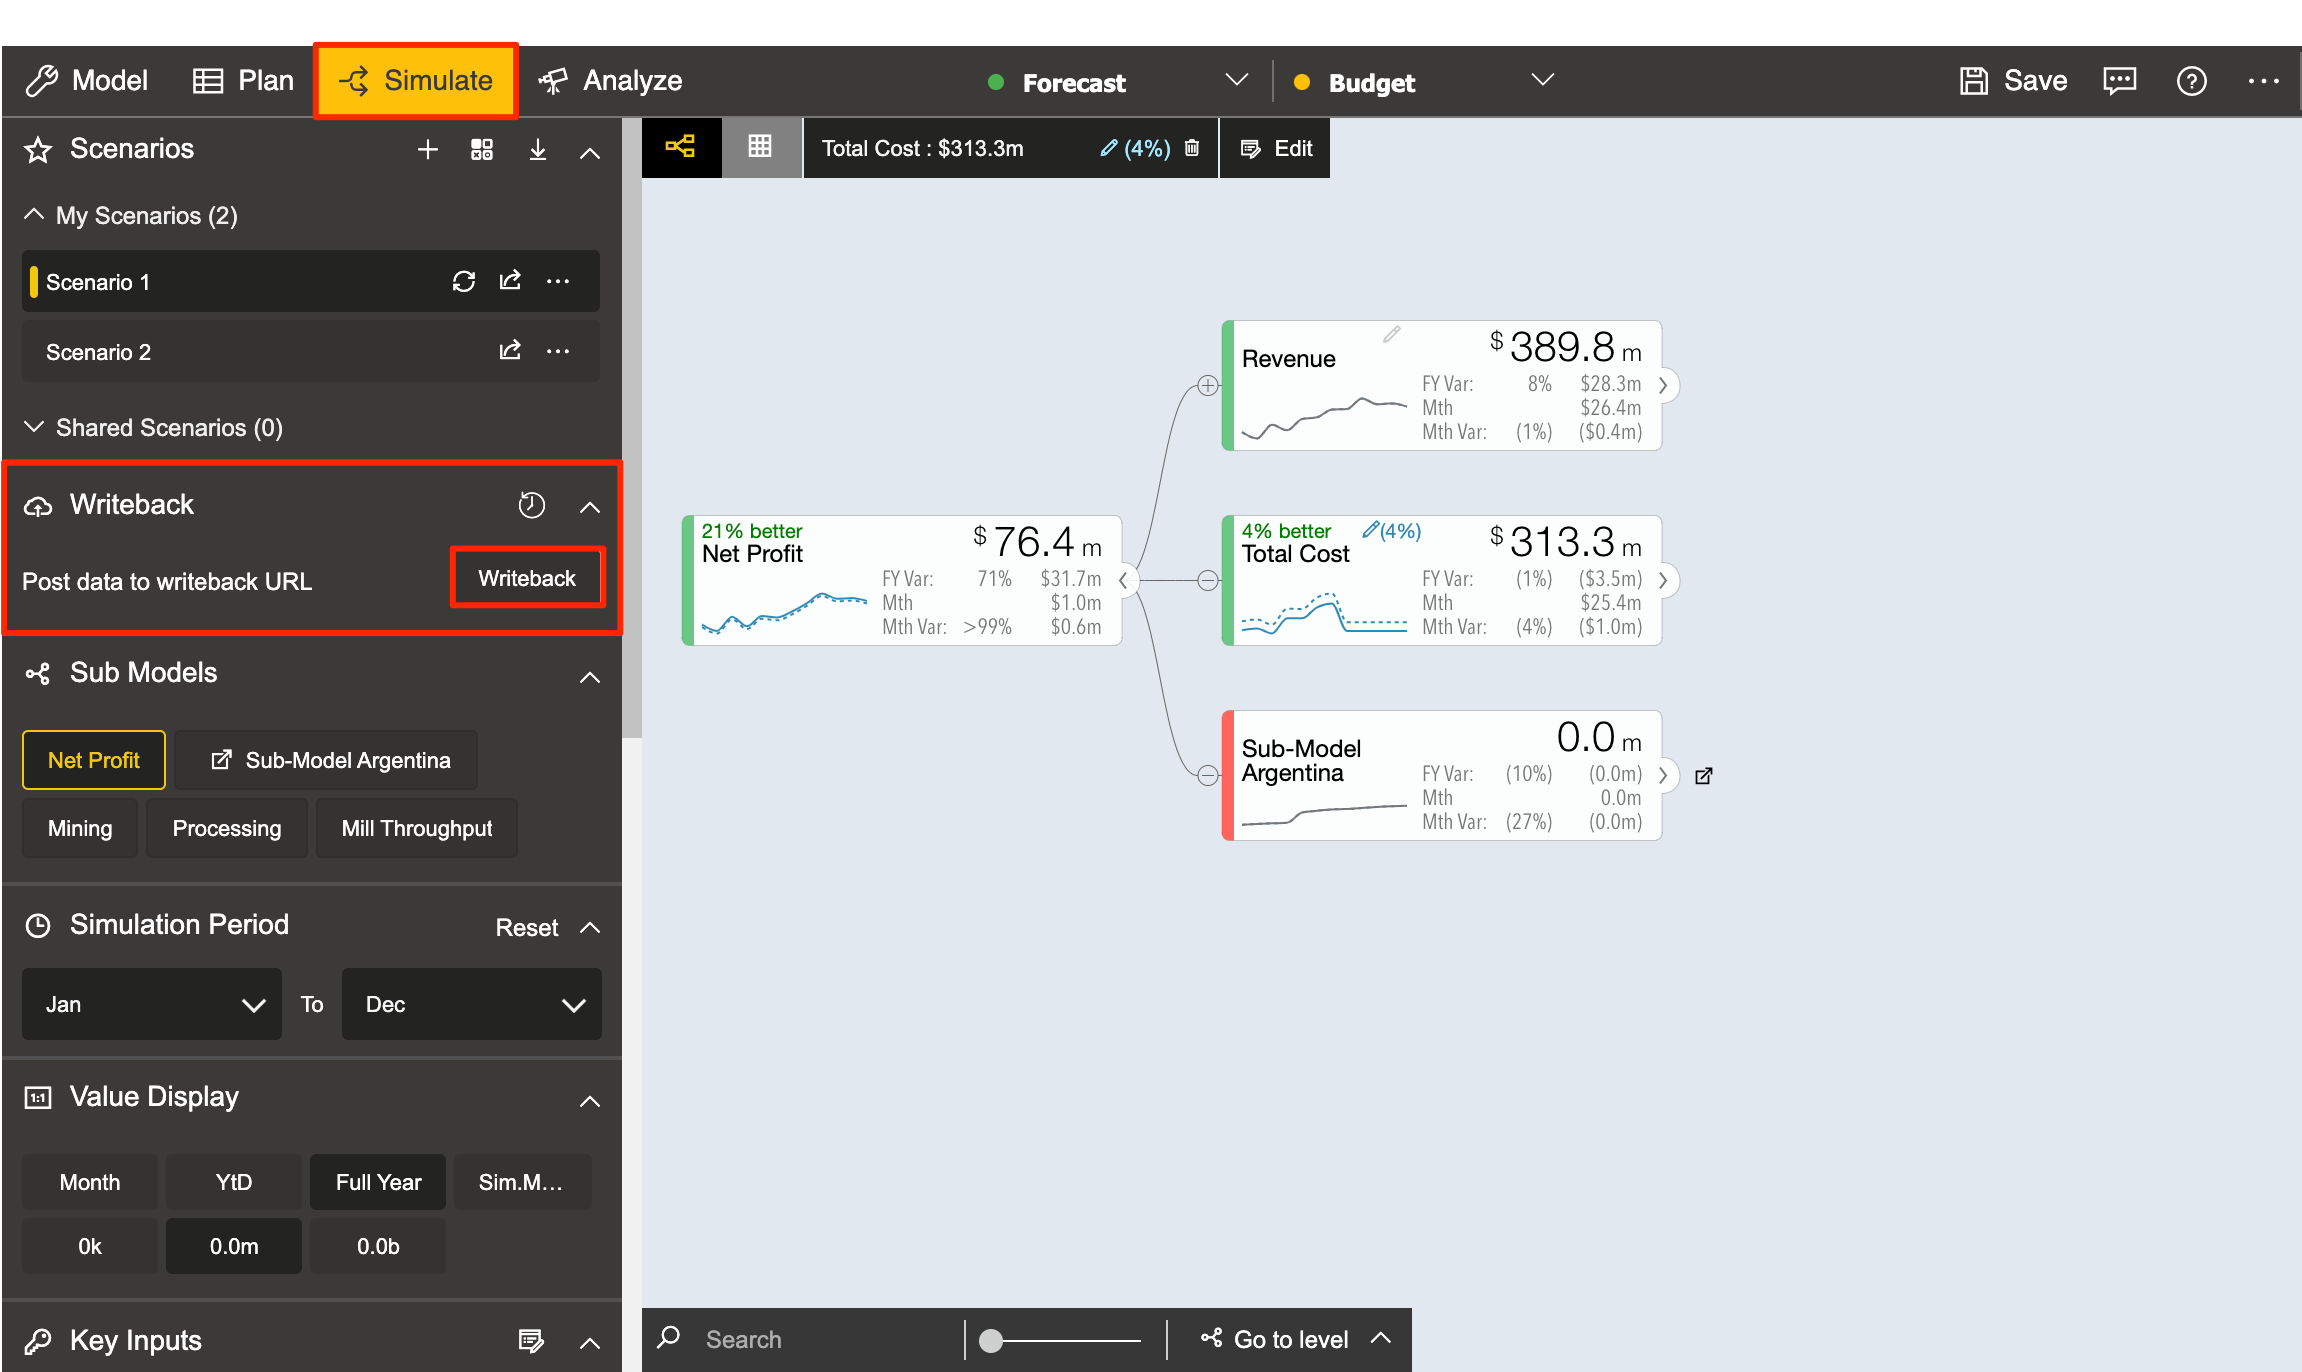 Model Plan Simulate Analyze Forecast Budget Save
Scenarios
My Scenarios (2)
Scenario 1
Scenario 2
Shared Scenarios (0)
Writeback
Post data to writeback URL Writeback
Sub Models
Net Profit Sub-Model Argentina
Mining Processing Mill Throughput
Simulation Period Reset
Jan To Dec
1:1 Value Display
Month YtD Full Year Sim.M...
0k 0.0m 0.0b
Key Inputs
Total Cost : $313.3m (4%) Edit
21% better
Net Profit
$ 76.4 m
FY Var: 71% $31.7m
Mth $1.0m
Mth Var: >99% $0.6m
Revenue
$ 389.8 m
FY Var: 8% $28.3m
Mth $26.4m
Mth Var: (1%) ($0.4m)
4% better (4%)
Total Cost
$ 313.3 m
FY Var: (1%) ($3.5m)
Mth $25.4m
Mth Var: (4%) ($1.0m)
Sub-Model
Argentina
0.0 m
FY Var: (10%) (0.0m)
Mth 0.0m
Mth Var: (27%) (0.0m)
Search Go to level